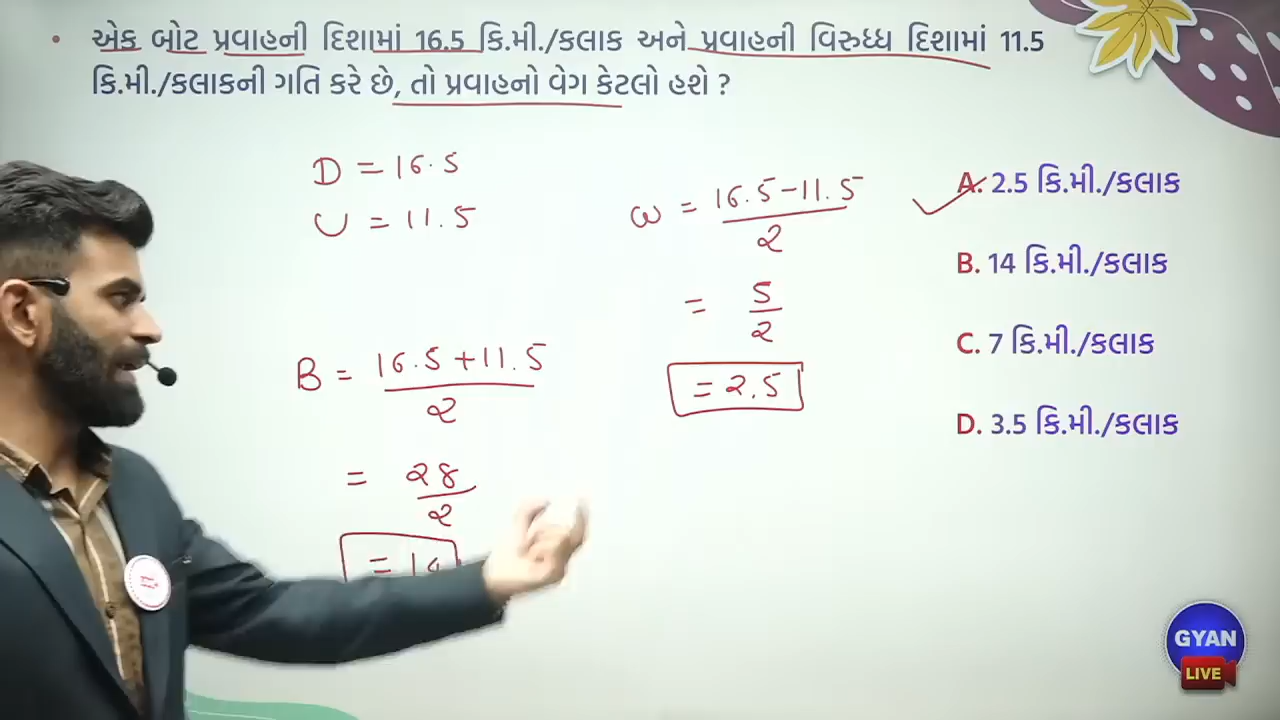 • એક બોટ પ્રવાહની દિશામાં 16.5 કિ.મી./કલાક અને પ્રવાહની વિરુધ્ધ દિશામાં 11.5
કિ.મી./કલાકની ગતિ કરે છે, તો પ્રવાહનો વેગ કેટલો હશે ?
D = 16.5
U = 11.5
B = 16.5 + 11.5
2
= 28
2
= 14
ω = 16.5 - 11.5
2
= 5
2
= 2.5
A. 2.5 કિ.મી./કલાક
B. 14 કિ.મી./કલાક
C. 7 કિ.મી./કલાક
D. 3.5 કિ.મી./કલાક
GYAN
LIVE